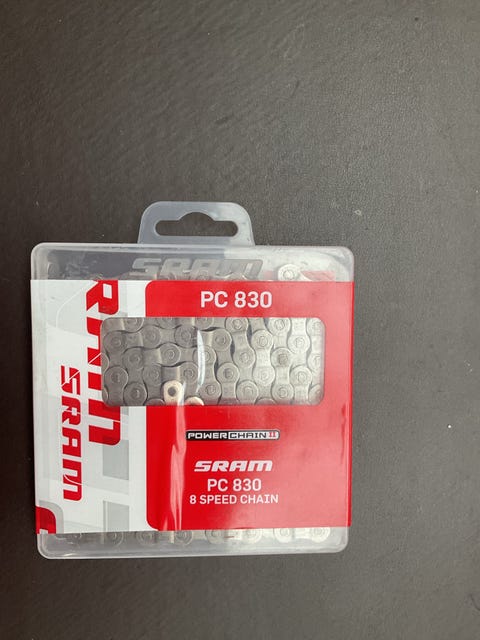 SRAM
PC 830
SRAM
POWERCHAIN II
SRAM
PC 830
8 SPEED CHAIN